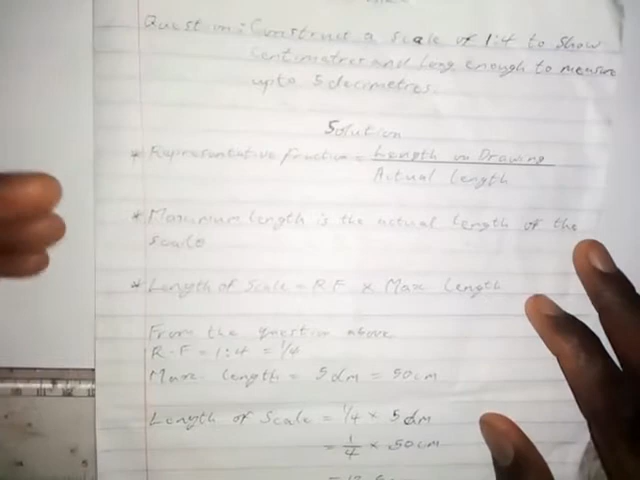 Question: Construct a scale of 1:4 to show
centimetres and long enough to measure
upto 5 decimetres.
Solution
* Representative fraction = Length on Drawing
Actual length
* Maximum length is the actual length of the
scale
* Length of Scale = R.F x Max Length
From the question above
R.F = 1:4 = 1/4
Max. length = 5dm = 50cm
Length of Scale = 1/4 x 5dm
= 1/4 x 50cm